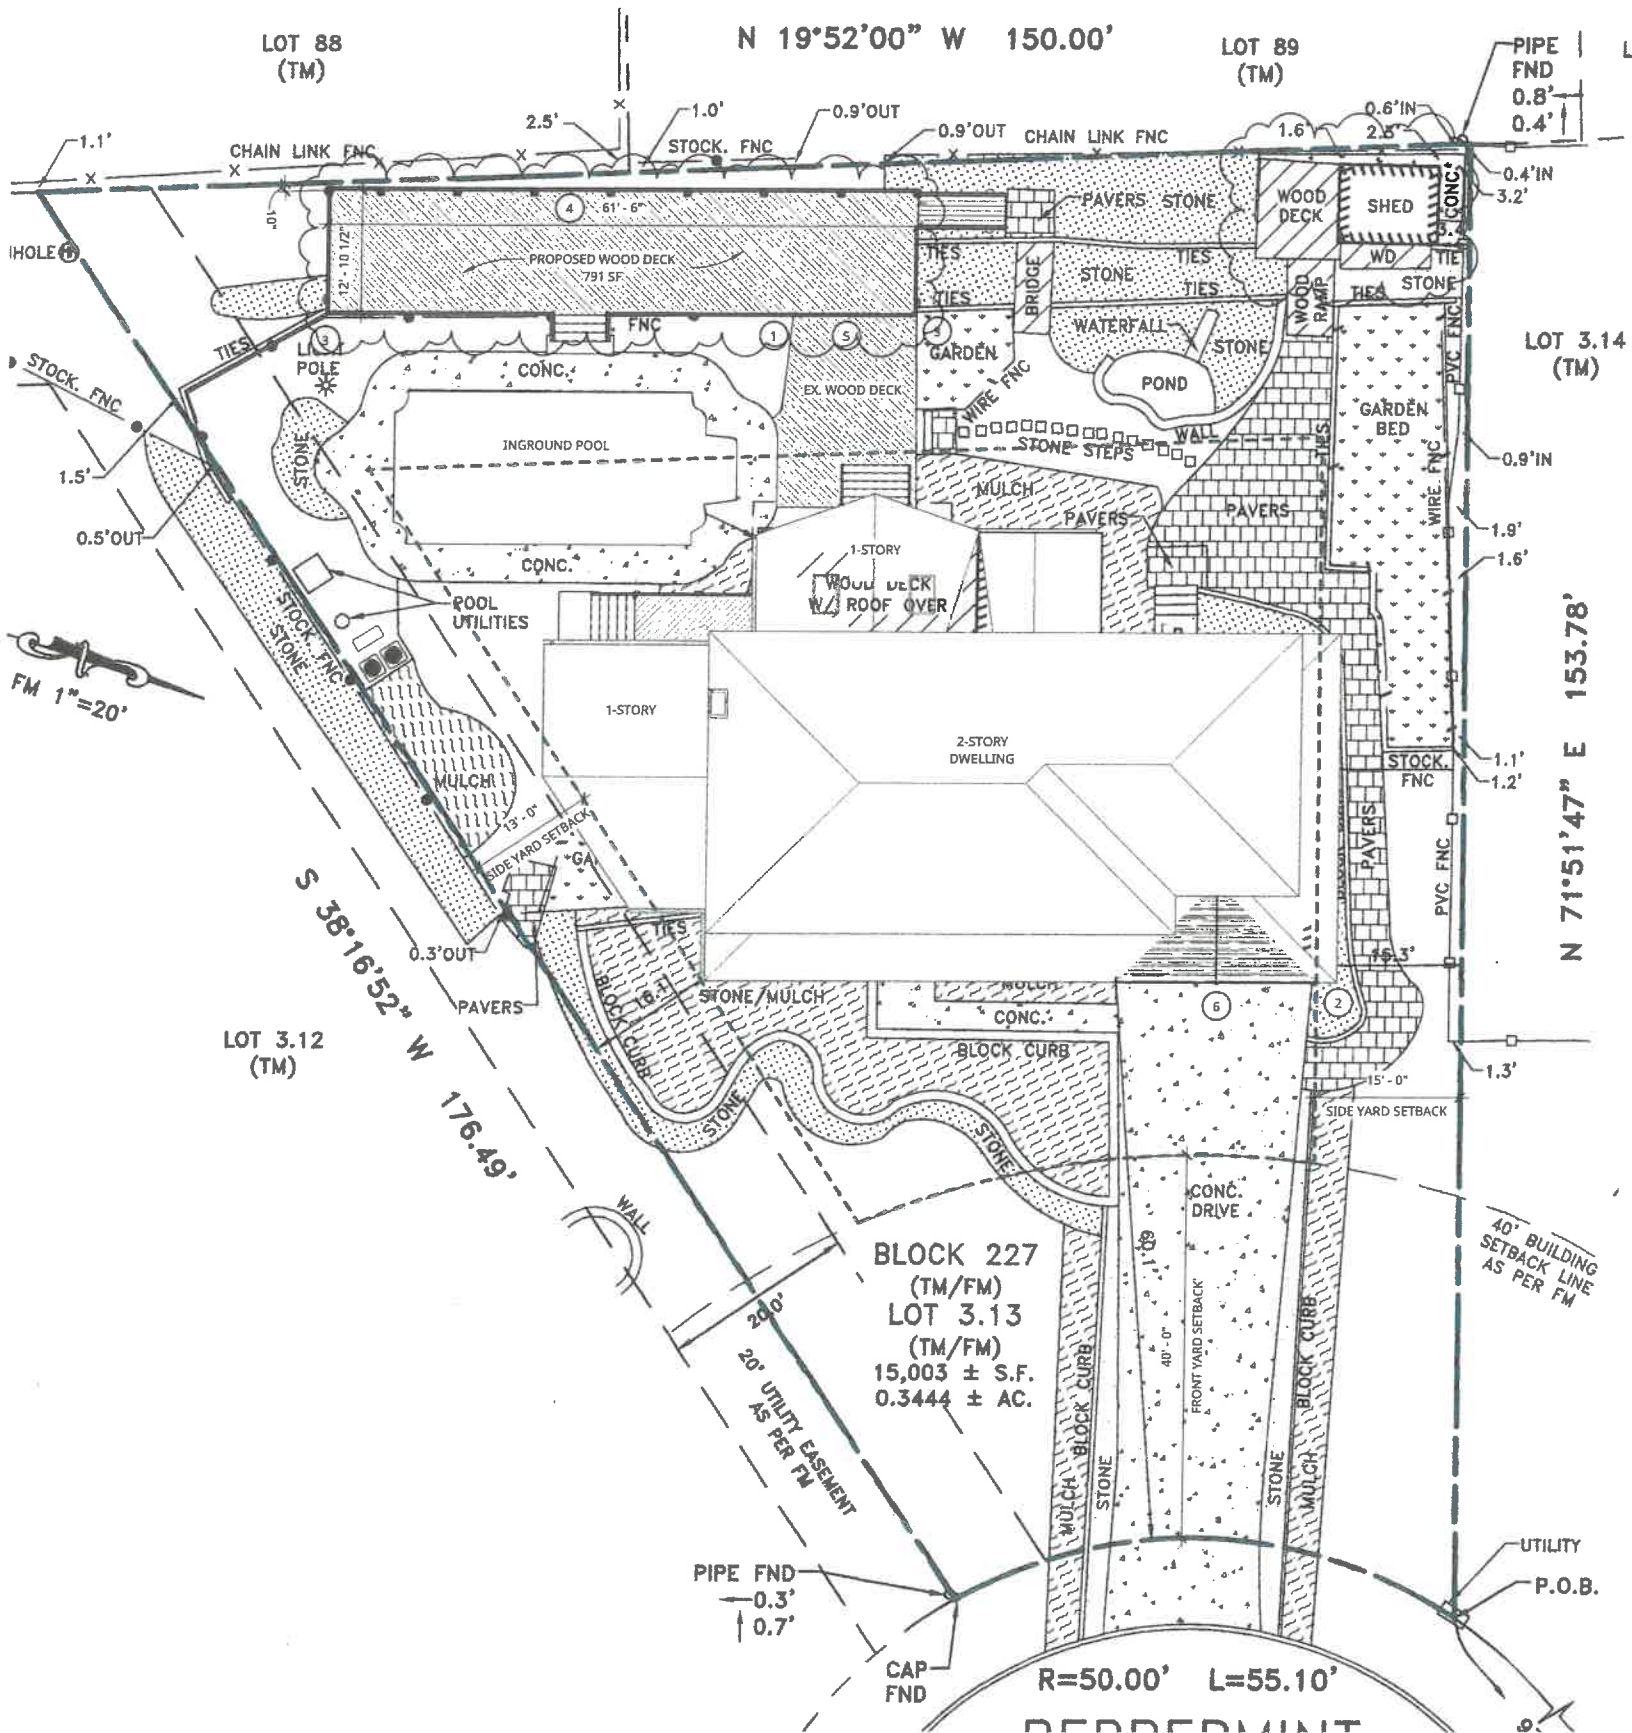 LOT 88
(TM)
N 19°52'00" W 150.00'
LOT 89
(TM)
PIPE
FND
0.8'
0.4'
L
1.1'
CHAIN LINK FNC
2.5'
1.0'
STOCK. FNC
0.9'OUT
0.9'OUT
CHAIN LINK FNC
0.6'IN
1.6'
2.5'
0.4'IN
3.2'
10'
4
61' - 6"
12' - 10 1/2"
PROPOSED WOOD DECK
791 SF
PAVERS
STONE
WOOD
DECK
SHED
CONC.
TIES
STONE
TIES
WD
TIE
STONE
TIES
BRIDGE
TIES
WOOD
RAMP
TIES
TIES
3
FNC
1
5
3
LIGHT
POLE
WATERFALL
STONE
GARDEN
WIRE FNC
POND
PVC FNC
LOT 3.14
(TM)
STOCK. FNC
CONC.
EX. WOOD DECK
INGROUND POOL
STONE
STONE STEPS
WALL
TIES
GARDEN
BED
WIRE FNC
0.9'IN
1.5'
0.5'OUT
MULCH
PAVERS
PAVERS
1.9'
1.6'
CONC.
1-STORY
WOOD DECK
W/ ROOF OVER
POOL
UTILITIES
STOCK. FNC
STONE
FM 1"=20'
1-STORY
2-STORY
DWELLING
N 71°51'47" E 153.78'
MULCH
13' - 0"
SIDE YARD SETBACK
STOCK.
FNC
1.1'
1.2'
PAVERS
PVC FNC
S 38°16'52" W 176.49'
0.3'OUT
TIES
PAVERS
BLOCK CURB
STONE/MULCH
MULCH
CONC.
BLOCK CURB
6
2
LOT 3.12
(TM)
15' - 0"
SIDE YARD SETBACK
1.3'
STONE
STONE
WALL
CONC.
DRIVE
40' BUILDING
SETBACK LINE
AS PER FM
BLOCK 227
(TM/FM)
LOT 3.13
(TM/FM)
15,003 ± S.F.
0.3444 ± AC.
20.0'
20' UTILITY EASEMENT
AS PER FM
60.1'
40' - 0"
FRONT YARD SETBACK
MULCH
BLOCK CURB
STONE
STONE
BLOCK CURB
MULCH
PIPE FND
0.3'
0.7'
CAP
FND
UTILITY
P.O.B.
R=50.00' L=55.10'
PEPPERMINT